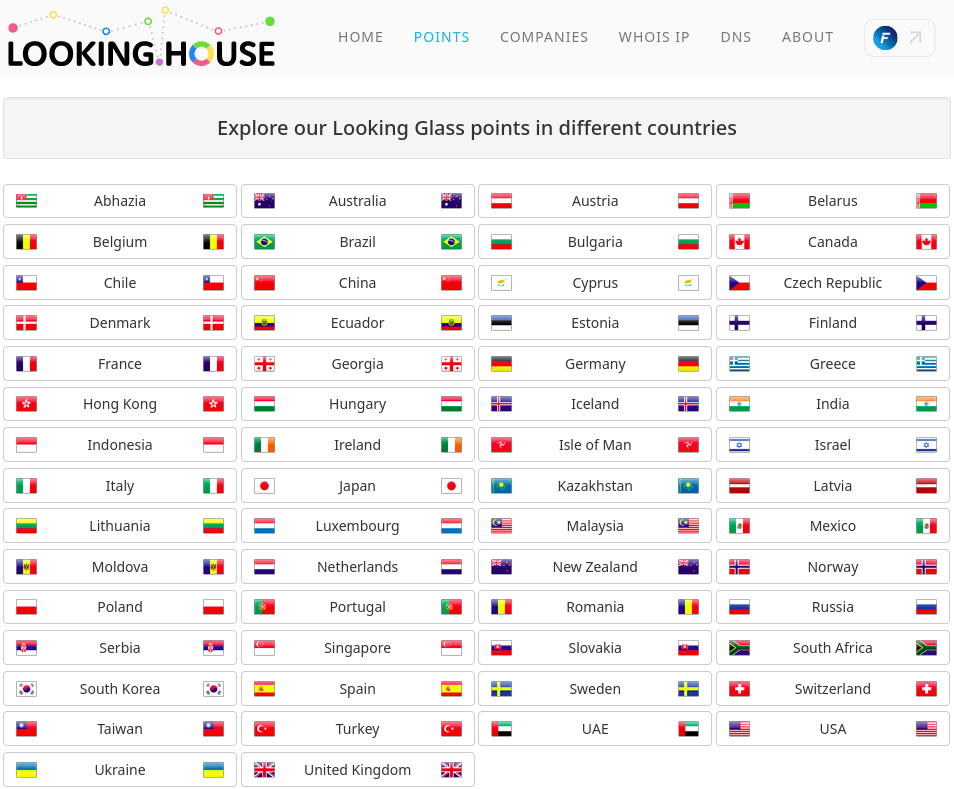 LOOKING.HOUSE
HOME POINTS COMPANIES WHOIS IP DNS ABOUT
F
Explore our Looking Glass points in different countries
Abhazia Australia Austria Belarus
Belgium Brazil Bulgaria Canada
Chile China Cyprus Czech Republic
Denmark Ecuador Estonia Finland
France Georgia Germany Greece
Hong Kong Hungary Iceland India
Indonesia Ireland Isle of Man Israel
Italy Japan Kazakhstan Latvia
Lithuania Luxembourg Malaysia Mexico
Moldova Netherlands New Zealand Norway
Poland Portugal Romania Russia
Serbia Singapore Slovakia South Africa
South Korea Spain Sweden Switzerland
Taiwan Turkey UAE USA
Ukraine United Kingdom